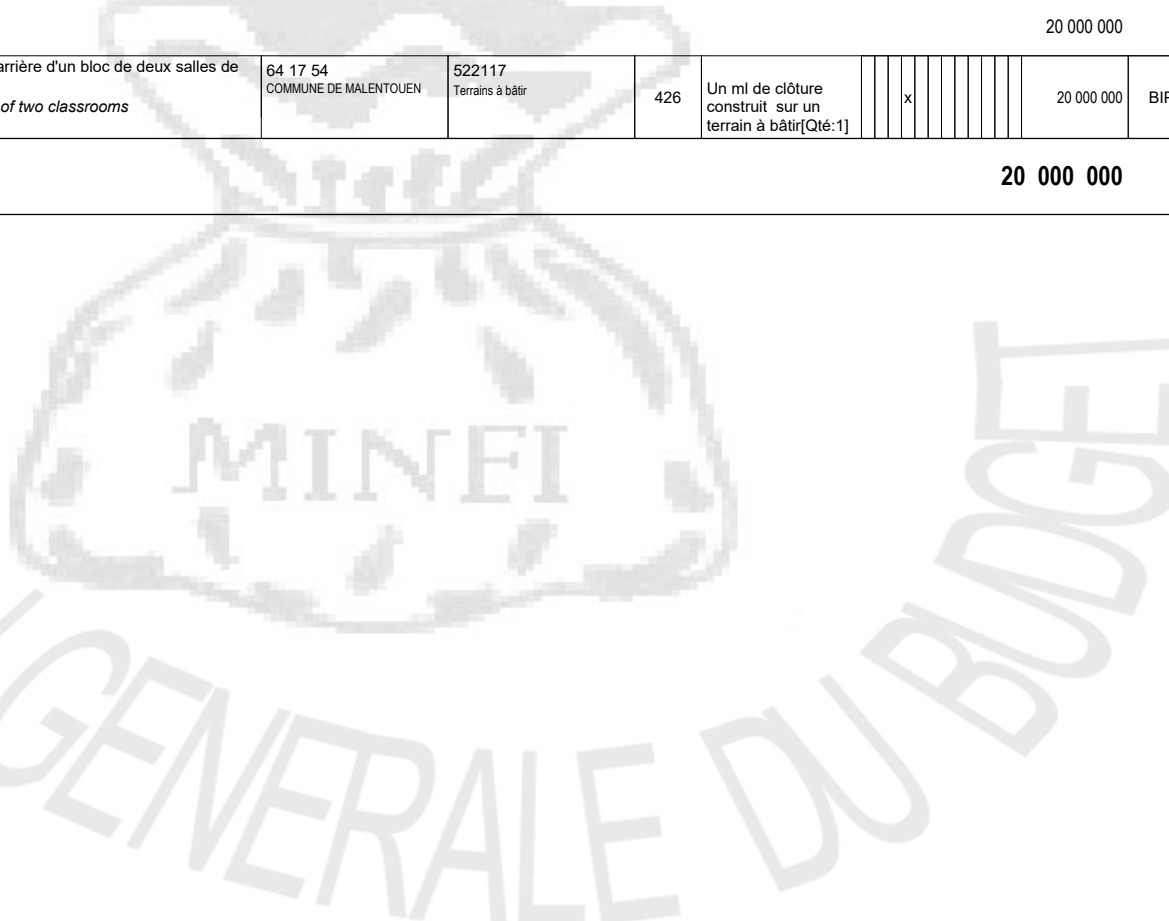 20 000 000
arrière d'un bloc de deux salles de
of two classrooms
64 17 54
COMMUNE DE MALENTOUEN
522117
Terrains à bâtir
426
Un ml de clôture
construit sur un
terrain à bâtir[Qté:1]
x
20 000 000
20 000 000
MINFI
GENERALE DU BUDGET